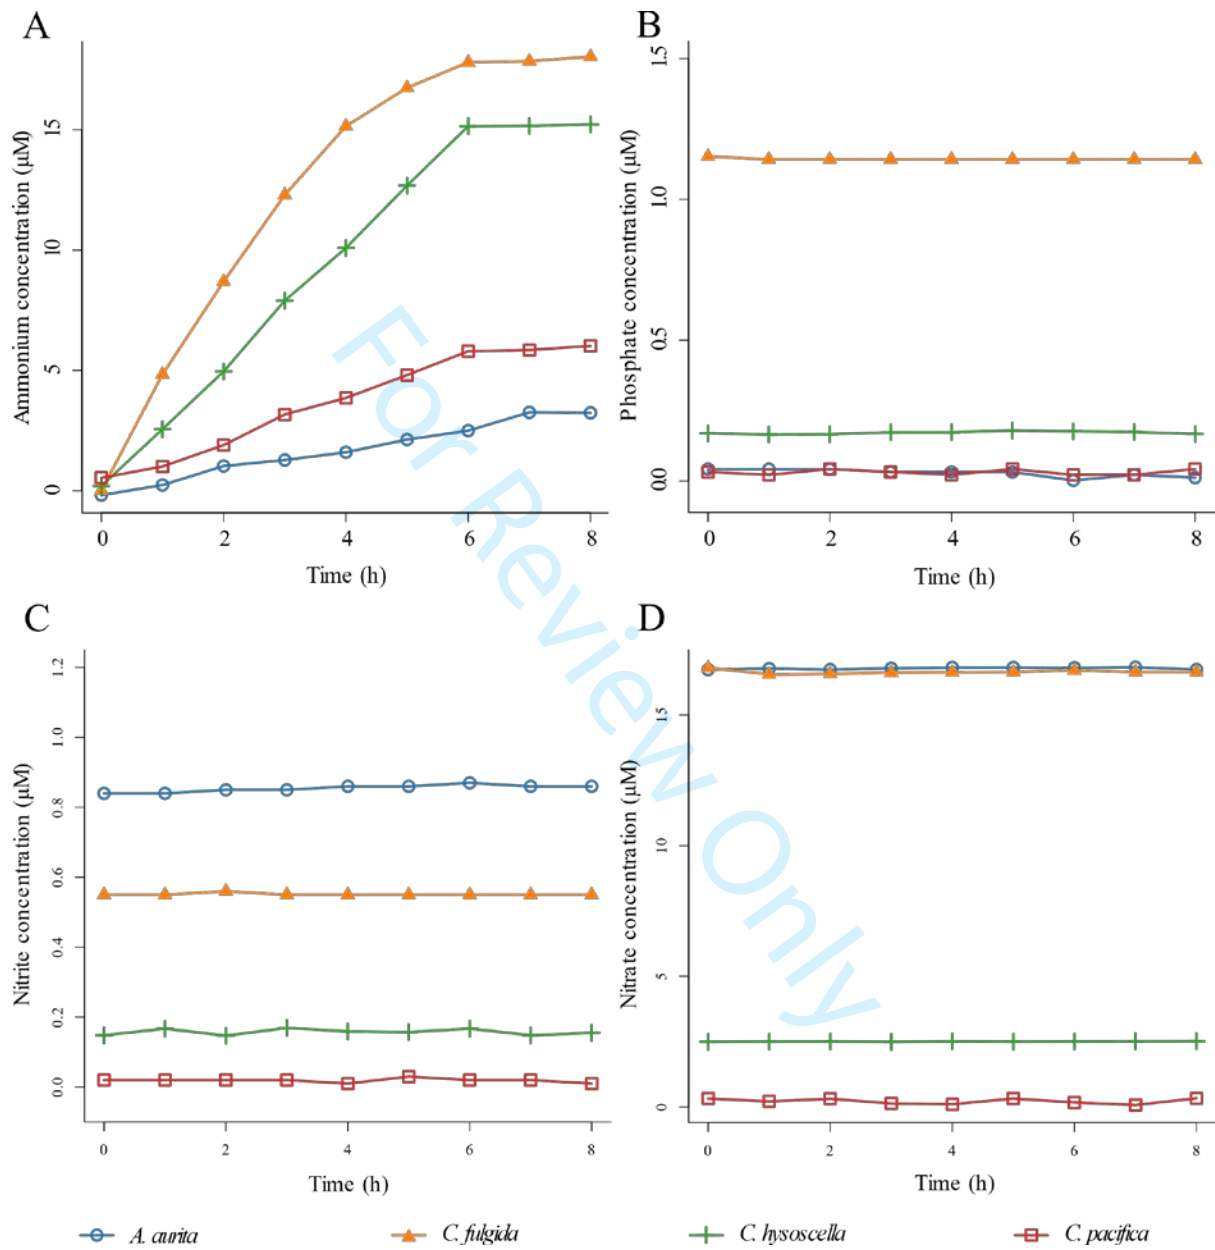 A
Ammonium concentration (µM)
15
10
5
0
0 2 4 6 8
Time (h)
B
Phosphate concentration (µM)
1.5
1.0
0.5
0.0
0 2 4 6 8
Time (h)
C
Nitrite concentration (µM)
1.2
1.0
0.8
0.6
0.4
0.2
0.0
0 2 4 6 8
Time (h)
D
Nitrate concentration (µM)
15
10
5
0
0 2 4 6 8
Time (h)
A. aurita C. fulgida C. hysoscella C. pacifica
For Review Only